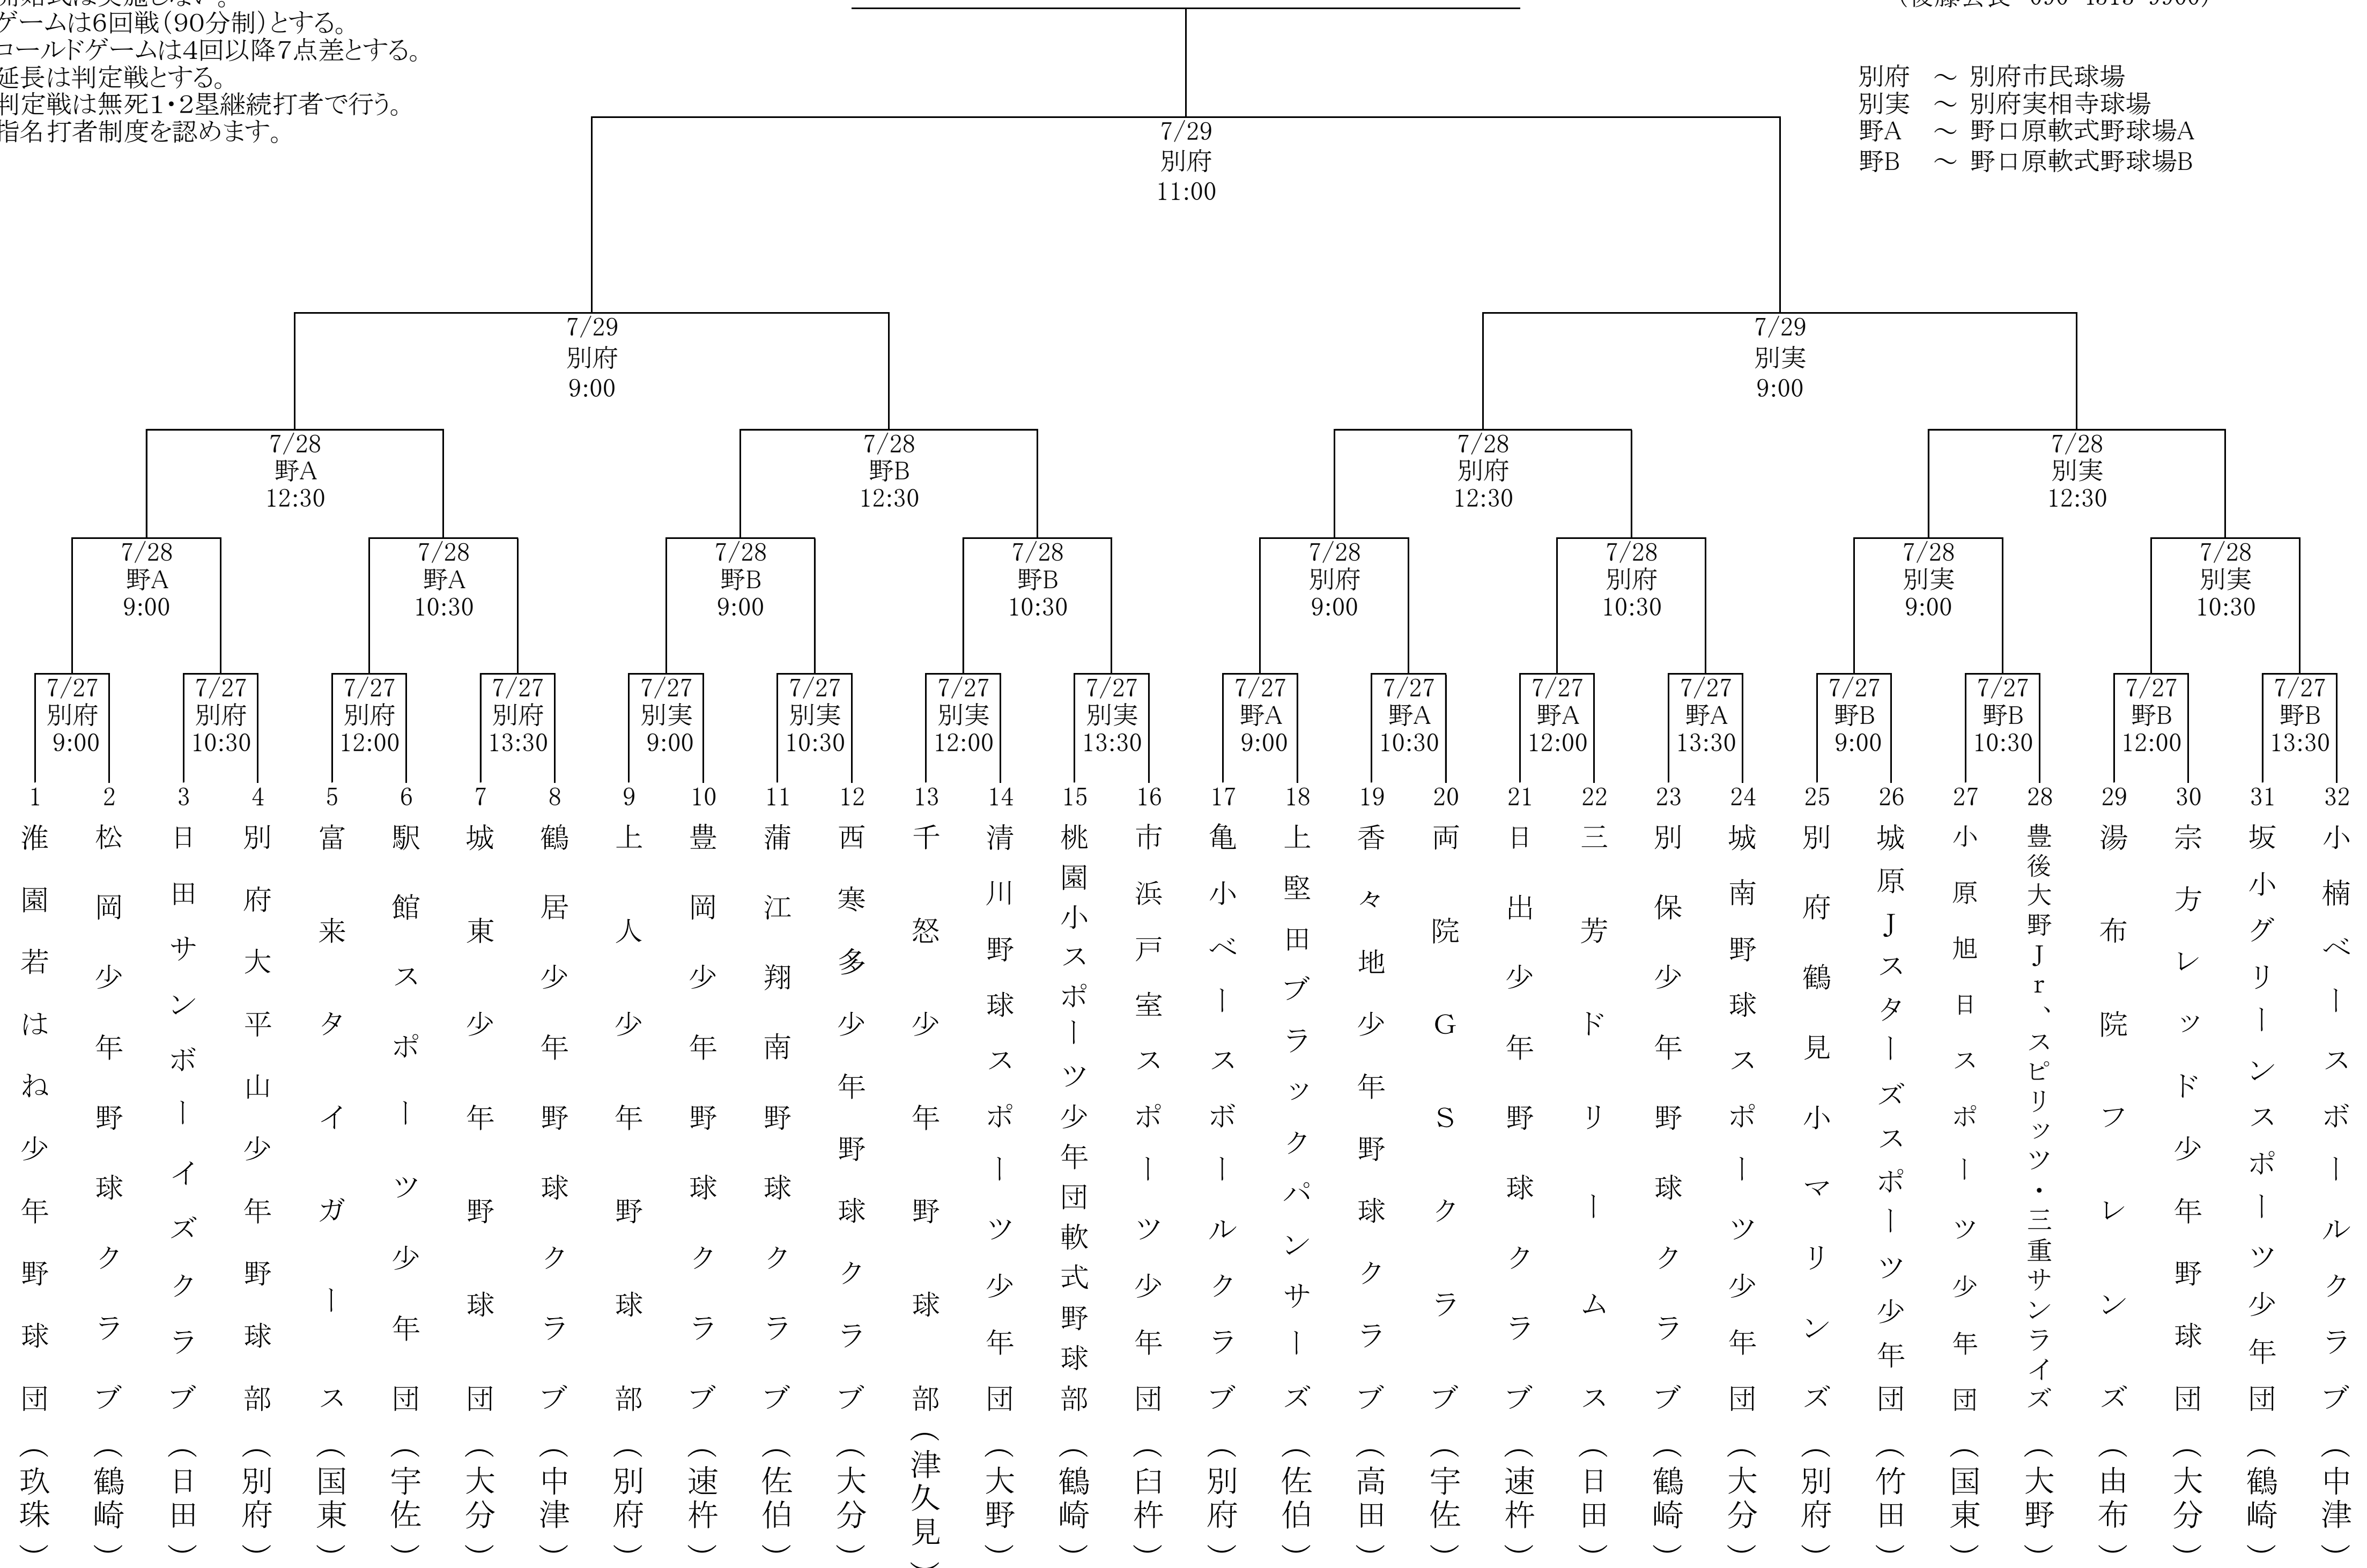 ゲームは6回戦(90分制)とする。
コールドゲームは4回以降7点差とする。
延長は判定戦とする。
判定戦は無死1・2塁継続打者で行う。
指名打者制度を認めます。
別府 ～ 別府市民球場
別実 ～ 別府実相寺球場
野A ～ 野口原軟式野球場A
野B ～ 野口原軟式野球場B
7/29
別府
11:00
7/29
別府
9:00
7/29
別実
9:00
7/28
野A
12:30
7/28
野B
12:30
7/28
別府
12:30
7/28
別実
12:30
7/28
野A
9:00
7/28
野A
10:30
7/28
野B
9:00
7/28
野B
10:30
7/28
別府
9:00
7/28
別府
10:30
7/28
別実
9:00
7/28
別実
10:30
7/27
別府
9:00
7/27
別府
10:30
7/27
別府
12:00
7/27
別府
13:30
7/27
別実
9:00
7/27
別実
10:30
7/27
別実
12:00
7/27
別実
13:30
7/27
野A
9:00
7/27
野A
10:30
7/27
野A
12:00
7/27
野A
13:30
7/27
野B
9:00
7/27
野B
10:30
7/27
野B
12:00
7/27
野B
13:30
1 淮園若はね少年野球団(玖珠)
2 松岡少年野球クラブ(鶴崎)
3 日田サンボーイズクラブ(日田)
4 別府大平山少年野球部(別府)
5 富来タイガース(国東)
6 駅館スポーツ少年団(宇佐)
7 城東少年野球団(大分)
8 鶴居少年野球クラブ(中津)
9 上人少年野球部(別府)
10 豊岡少年野球クラブ(速杵)
11 蒲江翔南野球クラブ(佐伯)
12 西寒多少年野球クラブ(大分)
13 千怒少年野球部(津久見)
14 清川野球スポーツ少年団(大野)
15 桃園小スポーツ少年団軟式野球部(鶴崎)
16 市浜戸室スポーツ少年団(臼杵)
17 亀小ベースボールクラブ(別府)
18 上堅田ブラックパンサーズ(佐伯)
19 香々地少年野球クラブ(高田)
20 両院GSクラブ(宇佐)
21 日出少年野球クラブ(速杵)
22 三芳ドリームス(日田)
23 別保少年野球クラブ(鶴崎)
24 城南野球スポーツ少年団(大分)
25 別府鶴見小マリンズ(別府)
26 城原Jスターズスポーツ少年団(竹田)
27 小原旭日スポーツ少年団(国東)
28 豊後大野Jr、スピリッツ・三重サンライズ(大野)
29 湯布院フレンズ(由布)
30 宗方レッド少年野球団(大分)
31 坂小グリーンスポーツ少年団(鶴崎)
32 小楠ベースボールクラブ(中津)